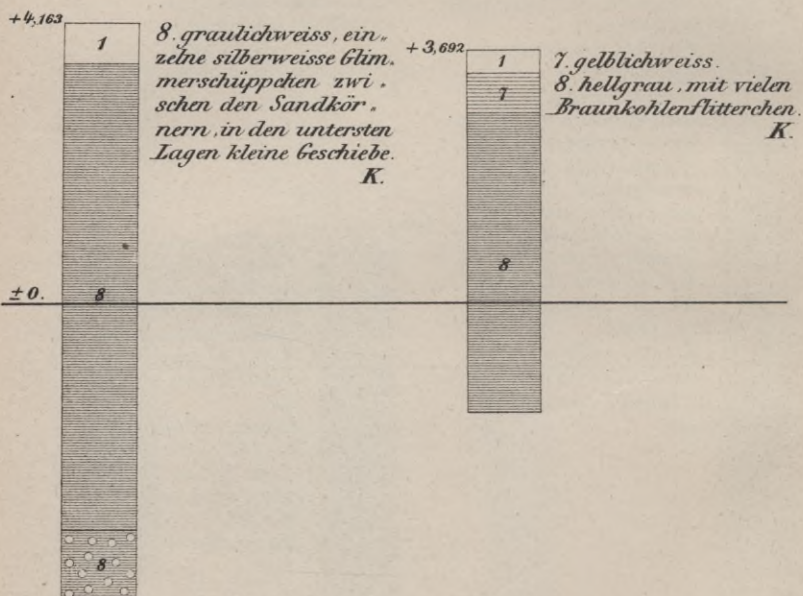 +4,163
1
8. graulichweiss, ein-
zelne silberweisse Glim-
merschüppchen zwi-
schen den Sandkör-
nern, in den untersten
Lagen kleine Geschiebe.
K.
±0.
8
8
+3,692
1
7
7. gelblichweiss.
8. hellgrau, mit vielen
Braunkohlenflitterchen.
K.
8